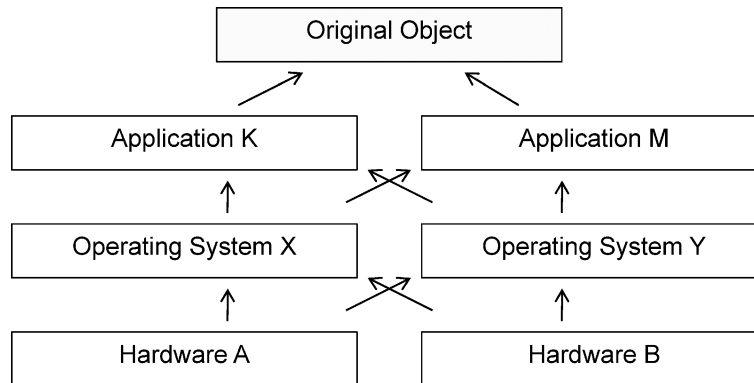 Original Object
Application K
Application M
Operating System X
Operating System Y
Hardware A
Hardware B